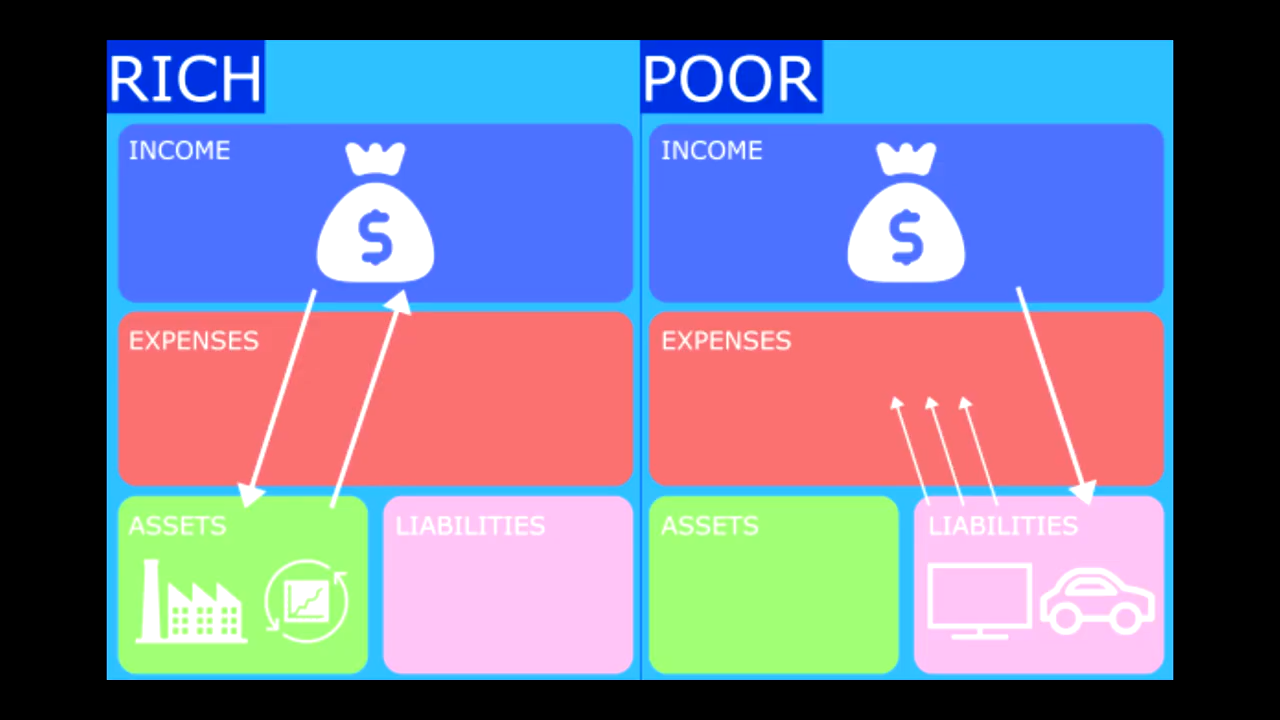 RICH
INCOME
$
EXPENSES
ASSETS
LIABILITIES
POOR
INCOME
$
EXPENSES
ASSETS
LIABILITIES